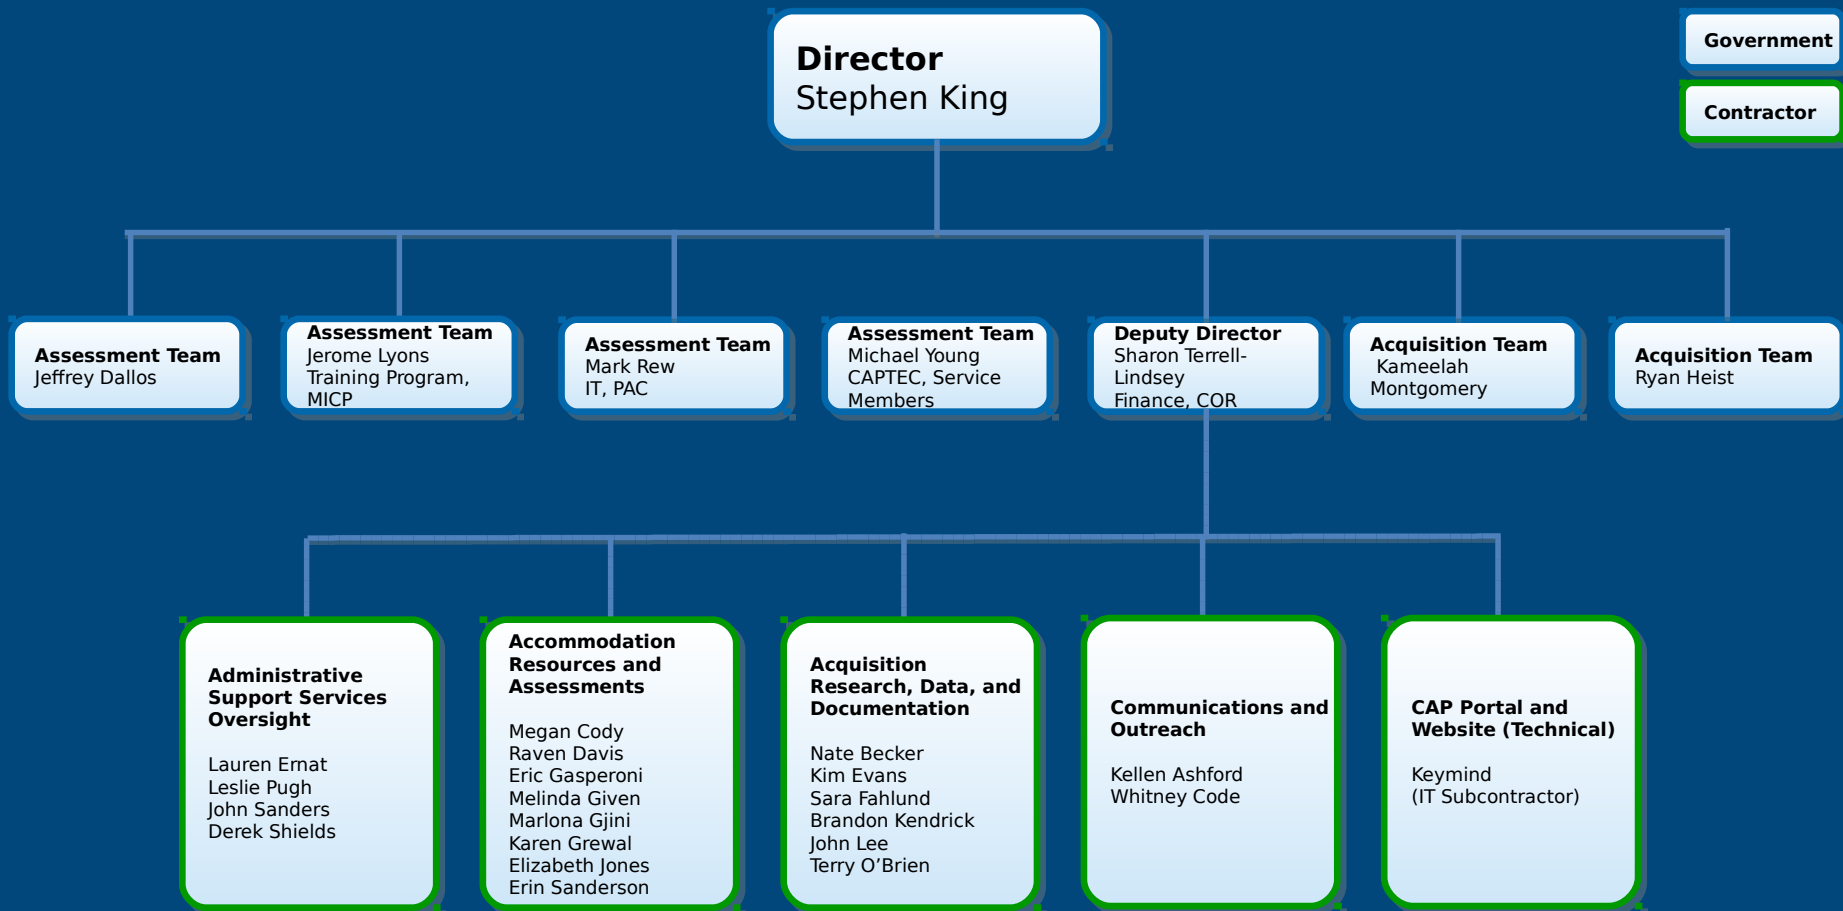 Director
Stephen King
Government
Contractor
Assessment Team
Jeffrey Dallos
Assessment Team
Jerome Lyons
Training Program,
MICP
Assessment Team
Mark Rew
IT, PAC
Assessment Team
Michael Young
CAPTEC, Service
Members
Deputy Director
Sharon Terrell-
Lindsey
Finance, COR
Acquisition Team
Kameelah
Montgomery
Acquisition Team
Ryan Heist
Administrative
Support Services
Oversight
Lauren Ernat
Leslie Pugh
John Sanders
Derek Shields
Accommodation
Resources and
Assessments
Megan Cody
Raven Davis
Eric Gasperoni
Melinda Given
Marlona Gjini
Karen Grewal
Elizabeth Jones
Erin Sanderson
Acquisition
Research, Data, and
Documentation
Nate Becker
Kim Evans
Sara Fahlund
Brandon Kendrick
John Lee
Terry O’Brien
Communications and
Outreach
Kellen Ashford
Whitney Code
CAP Portal and
Website (Technical)
Keymind
(IT Subcontractor)